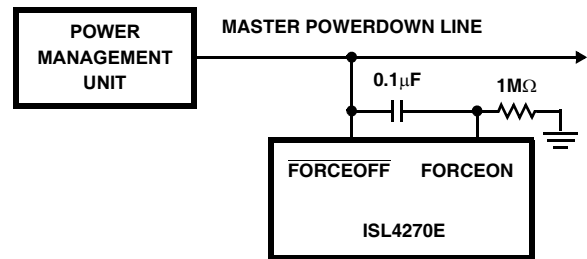 POWER
MANAGEMENT
UNIT
MASTER POWERDOWN LINE
0.1μF
1MΩ
FORCEOFF FORCEON
ISL4270E